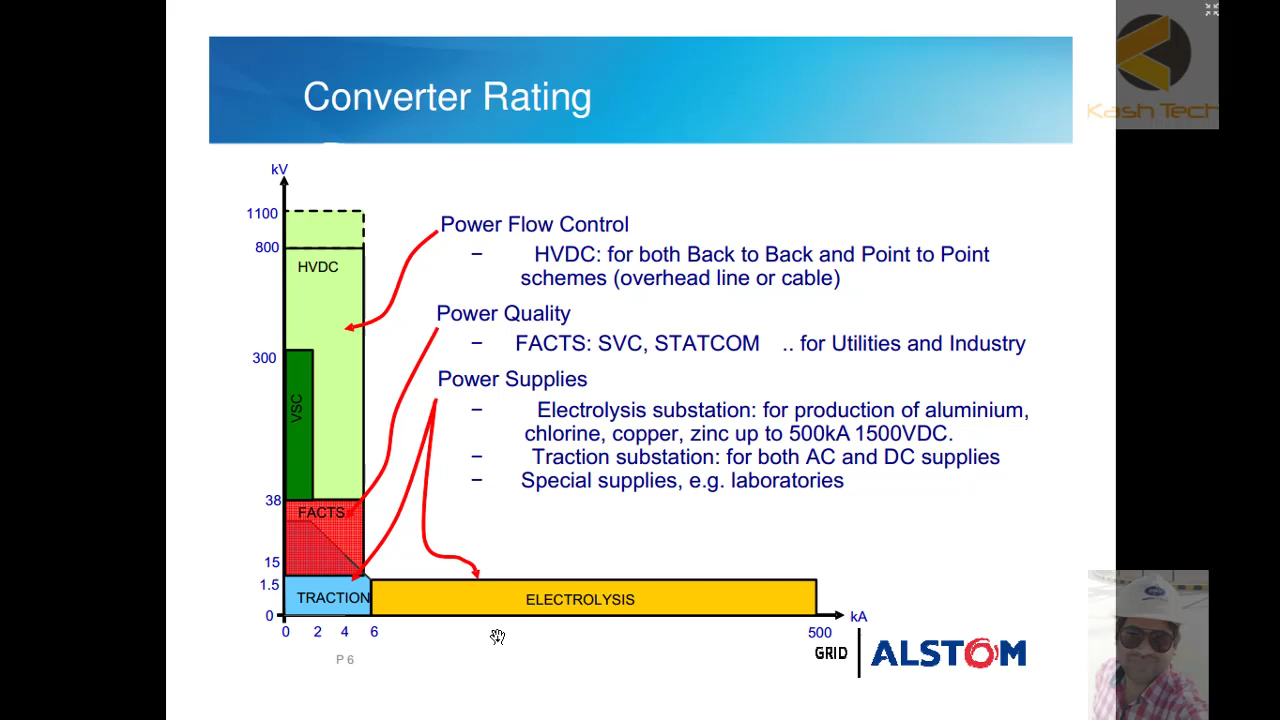 Converter Rating
Kash Tech
kV
1100
800
HVDC
300
VSC
38
FACTS
15
1.5
TRACTION
ELECTROLYSIS
0
0
2
4
6
500
kA
Power Flow Control
– HVDC: for both Back to Back and Point to Point
schemes (overhead line or cable)
Power Quality
– FACTS: SVC, STATCOM .. for Utilities and Industry
Power Supplies
– Electrolysis substation: for production of aluminium,
chlorine, copper, zinc up to 500kA 1500VDC.
– Traction substation: for both AC and DC supplies
– Special supplies, e.g. laboratories
P 6
GRID
ALSTOM